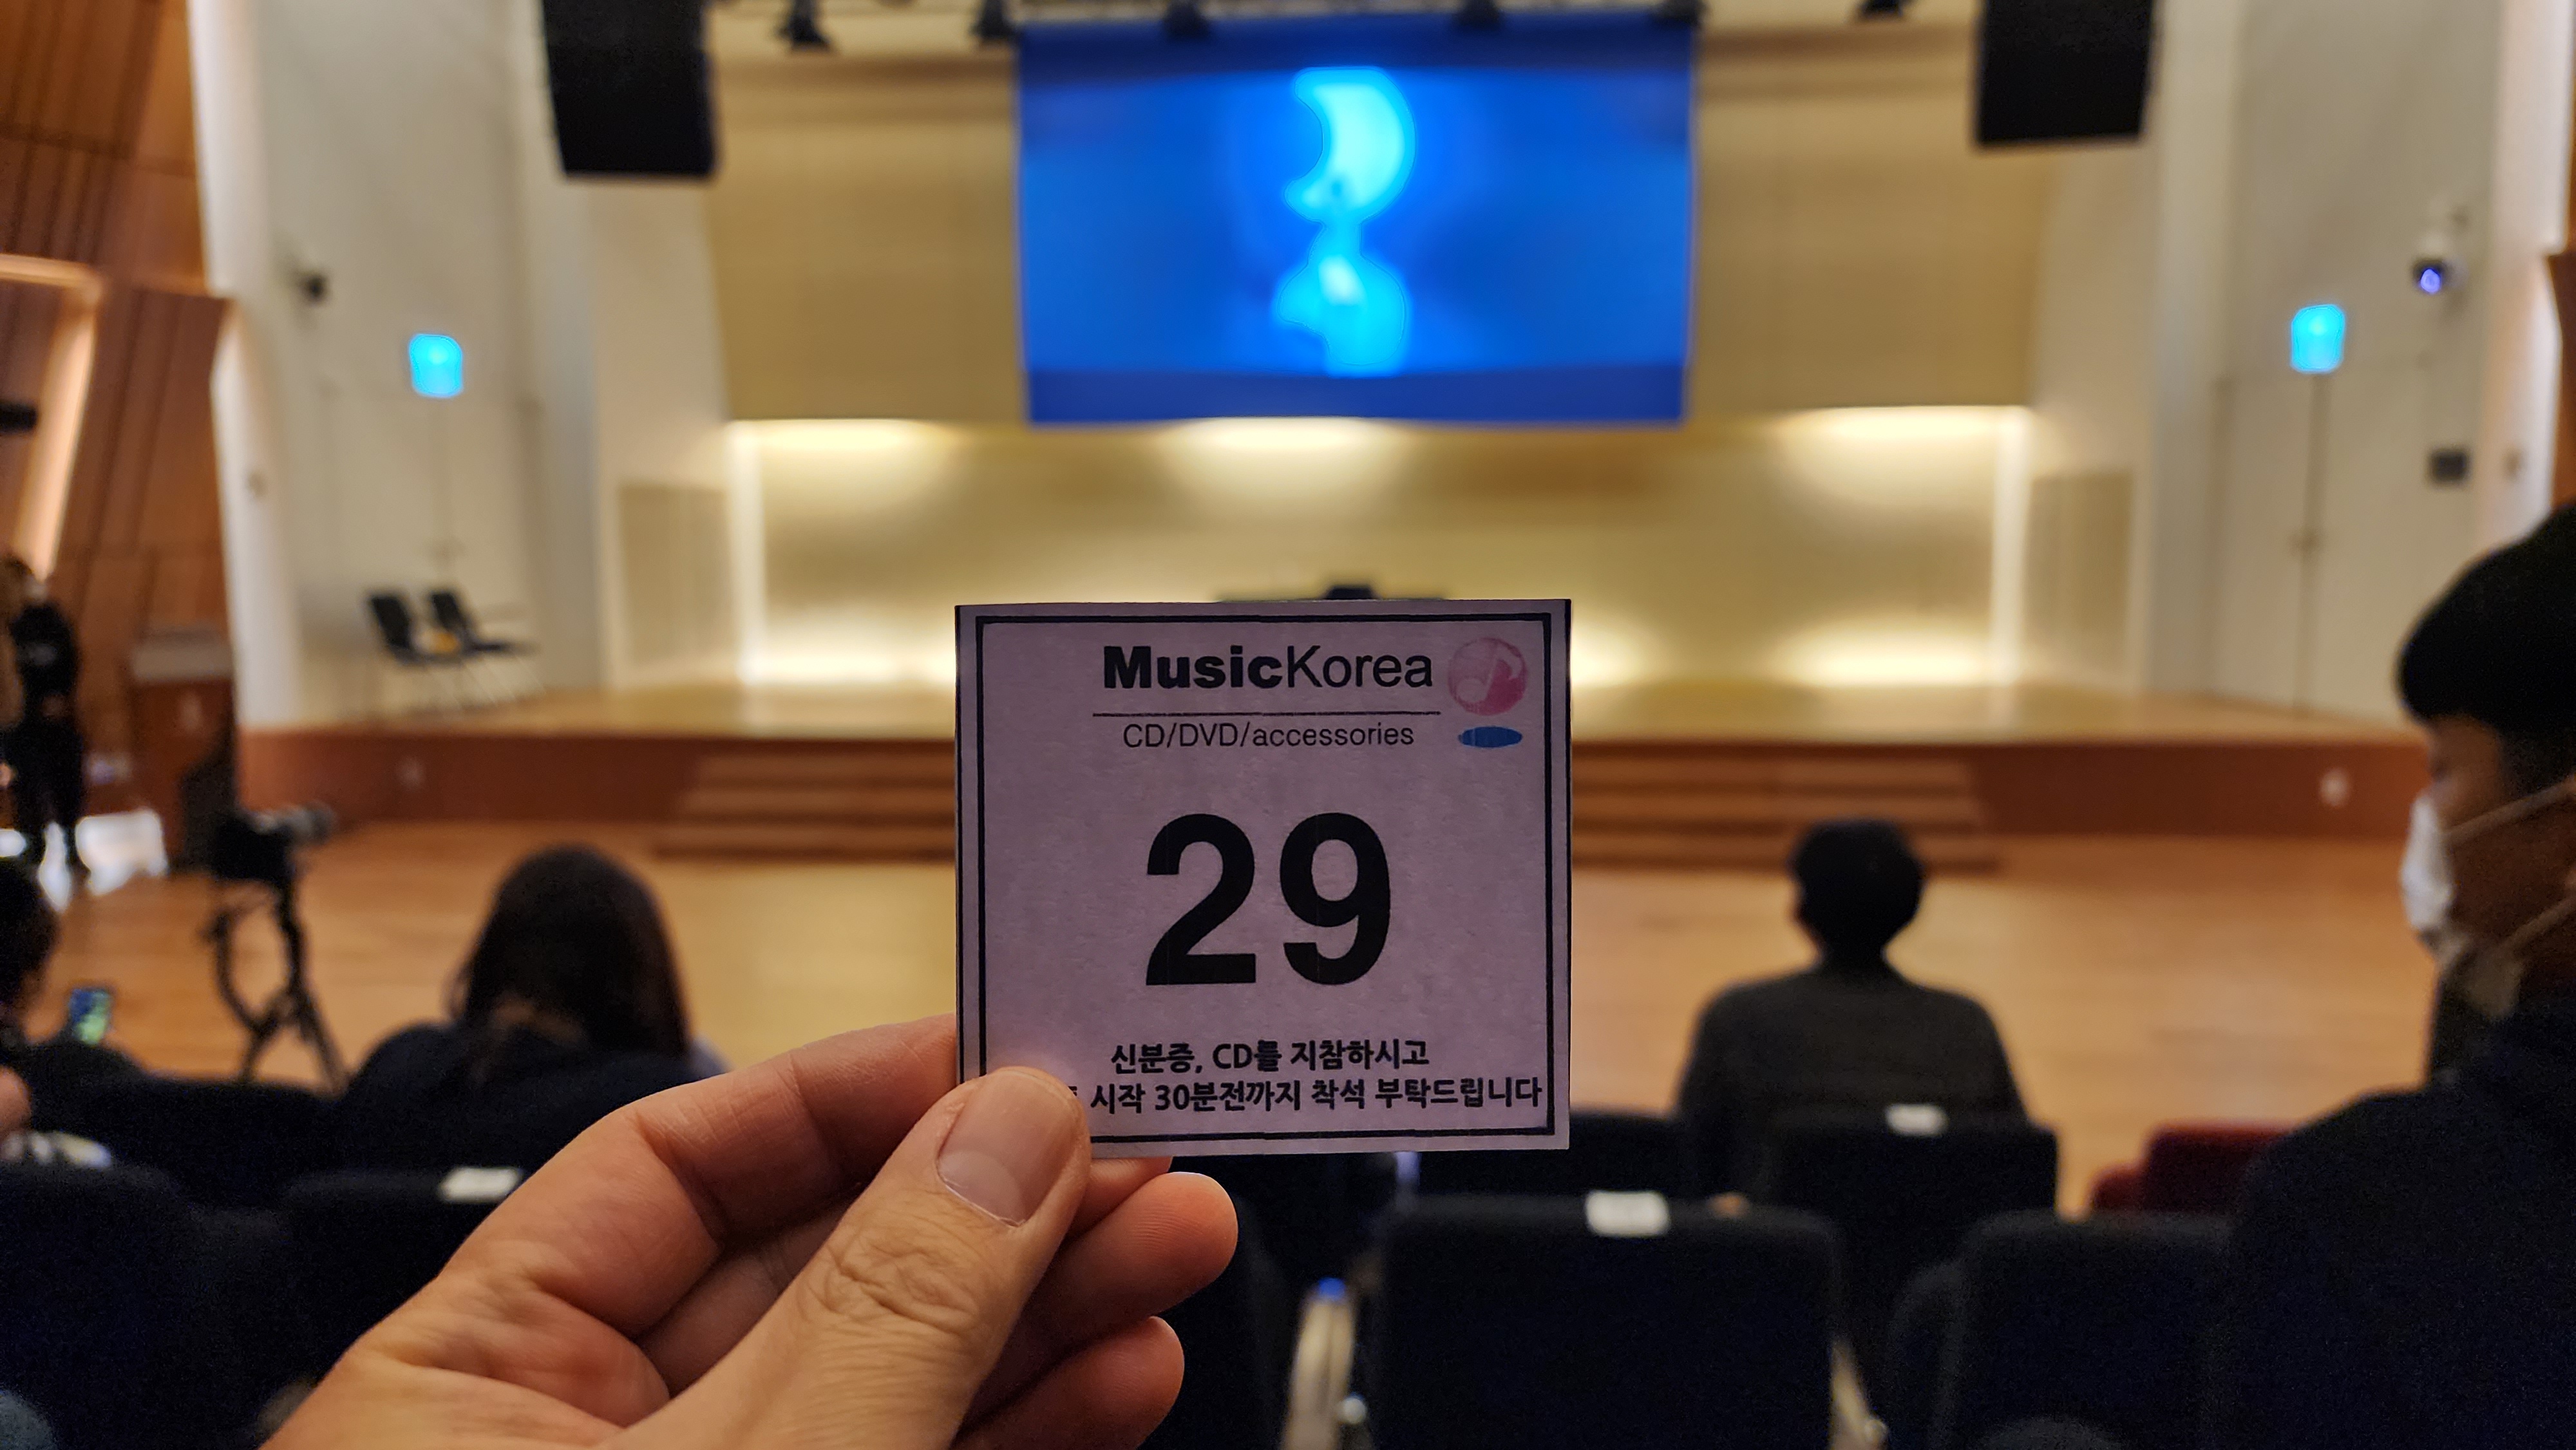 MusicKorea
CD/DVD/accessories
29
신분증, CD를 지참하시고
시작 30분전까지 착석 부탁드립니다